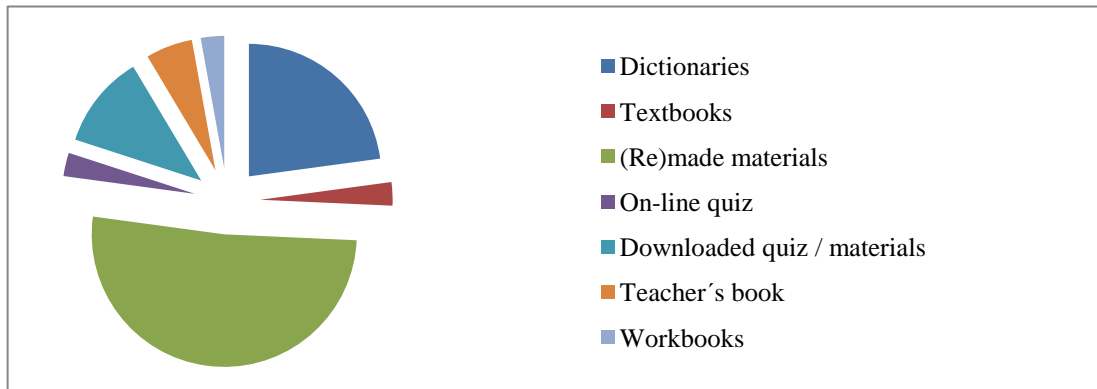 Dictionaries
Textbooks
(Re)made materials
On-line quiz
Downloaded quiz / materials
Teacher´s book
Workbooks